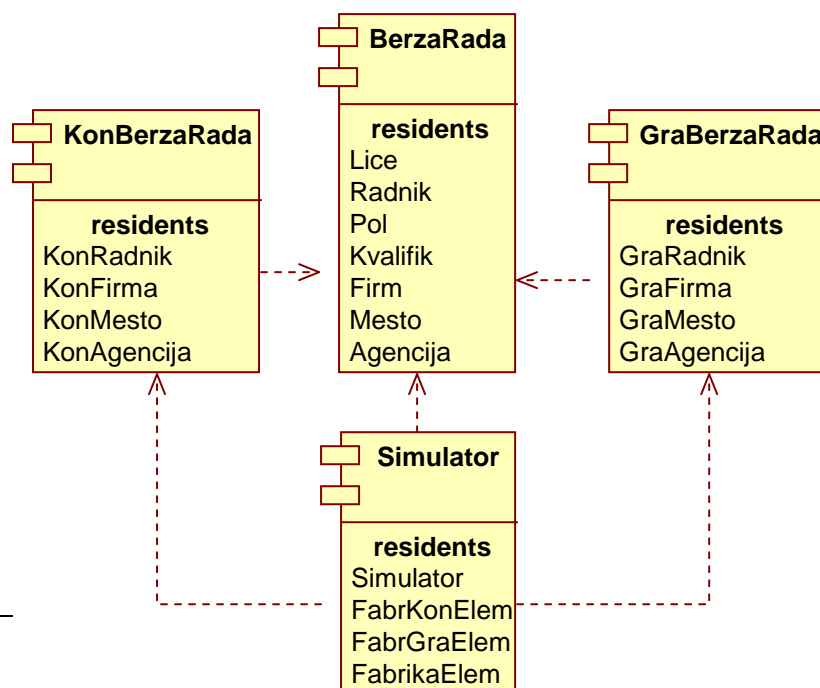 BerzaRada
residents
Lice
Radnik
Pol
Kvalifik
Firm
Mesto
Agencija
KonBerzaRada
residents
KonRadnik
KonFirma
KonMesto
KonAgencija
GraBerzaRada
residents
GraRadnik
GraFirma
GraMesto
GraAgencija
Simulator
residents
Simulator
FabrKonElem
FabrGraElem
FabrikaElem